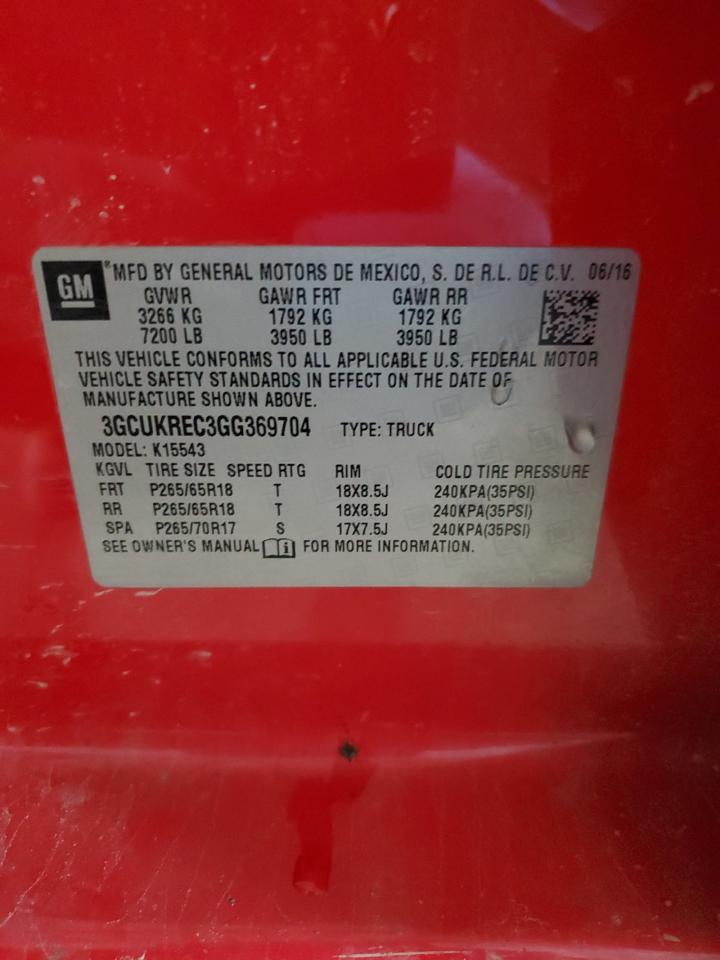 GM ®MFD BY GENERAL MOTORS DE MEXICO, S. DE R.L. DE C.V. 06/16
GVWR GAWR FRT GAWR RR
3266 KG 1792 KG 1792 KG
7200 LB 3950 LB 3950 LB
THIS VEHICLE CONFORMS TO ALL APPLICABLE U.S. FEDERAL MOTOR
VEHICLE SAFETY STANDARDS IN EFFECT ON THE DATE OF
MANUFACTURE SHOWN ABOVE.
3GCUKREC3GG369704 TYPE: TRUCK
MODEL: K15543
KGVL TIRE SIZE SPEED RTG RIM COLD TIRE PRESSURE
FRT P265/65R18 T 18X8.5J 240KPA(35PSI)
RR P265/65R18 T 18X8.5J 240KPA(35PSI)
SPA P265/70R17 S 17X7.5J 240KPA(35PSI)
SEE OWNER'S MANUAL FOR MORE INFORMATION.